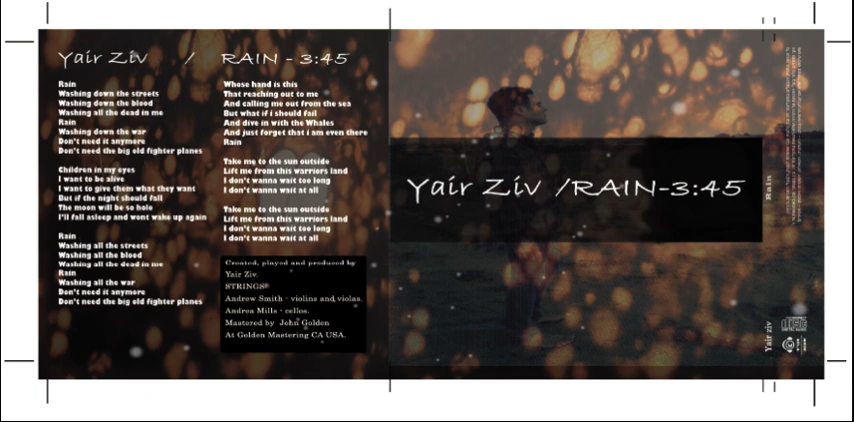 Yair Ziv / RAIN - 3:45
Rain
Washing down the streets
Washing down the blood
Washing all the dead in me
Rain
Washing down the war
Don't need it anymore
Don't need the big old fighter planes
Children in my eyes
I want to be alive
I want to give them what they want
But if the night should fall
The moon will be so hole
I'll fall asleep and wont wake up again
Rain
Washing all the streets
Washing all the blood
Washing all the dead in me
Rain
Washing all the war
Don't need it anymore
Don't need the big old fighter planes
Whose hand is this
That reaching out to me
And calling me out from the sea
But what if i should fail
And dive in with the Whales
And just forget that i am even there
Rain
Take me to the sun outside
Lift me from this warriors land
I don't wanna wait too long
I don't wanna wait at all
Take me to the sun outside
Lift me from this warriors land
I don't wanna wait too long
I don't wanna wait at all
Created, played and produced by
Yair Ziv.
STRINGS
Andrew Smith - violins and violas.
Andrea Mills - cellos.
Mastered by John Golden
At Golden Mastering CA USA.
Yair Ziv /RAIN-3:45
Rain
Yair ziv